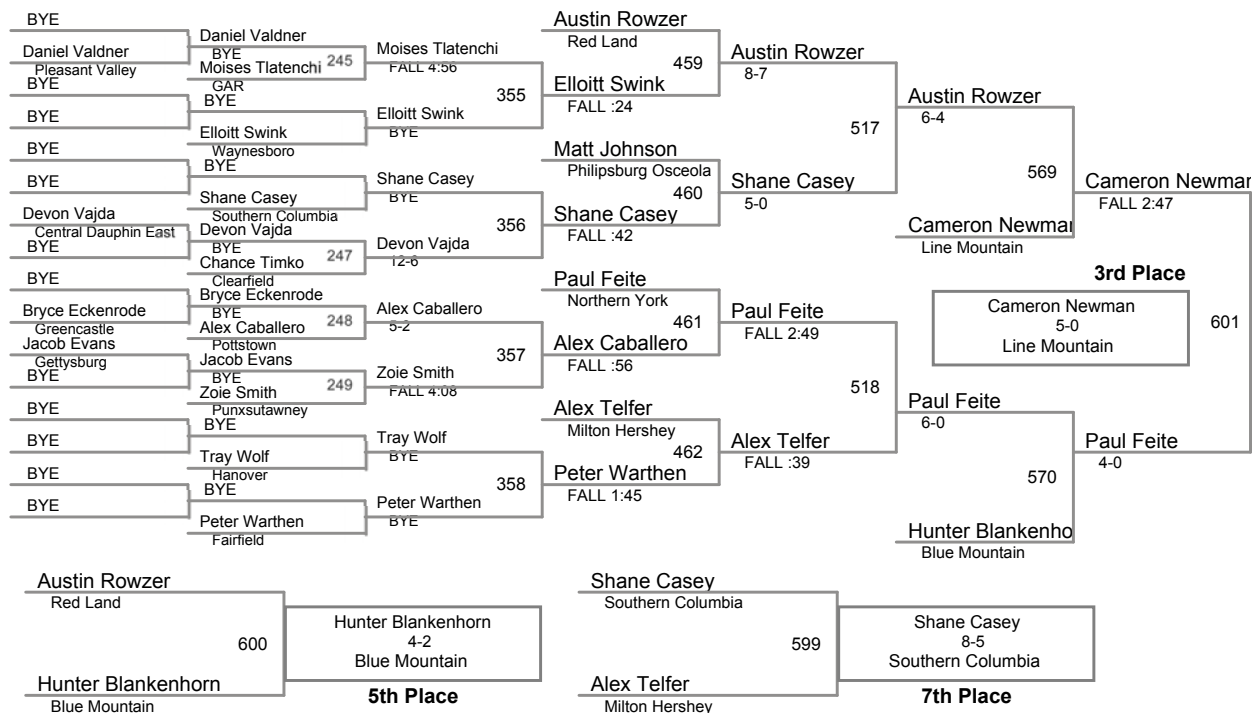 BYE
Daniel Valdner
Pleasant Valley
BYE
BYE
BYE
BYE
Devon Vajda
Central Dauphin East
BYE
BYE
Bryce Eckenrode
Greencastle
Jacob Evans
Gettysburg
BYE
BYE
BYE
BYE
BYE
Daniel Valdner
BYE
Moises Tlatenchi 245
GAR
BYE
Elloitt Swink
Waynesboro
BYE
Shane Casey
Southern Columbia
Devon Vajda
BYE
Chance Timko 247
Clearfield
Bryce Eckenrode
BYE
Alex Caballero 248
Pottstown
Jacob Evans
BYE
Zoie Smith 249
Punxsutawney
BYE
Tray Wolf
Hanover
BYE
Peter Warthen
Fairfield
Moises Tlatenchi
FALL 4:56
355
Elloitt Swink
BYE
Shane Casey
BYE
356
Devon Vajda
12-6
Alex Caballero
5-2
357
Zoie Smith
FALL 4:08
Tray Wolf
BYE
358
Peter Warthen
BYE
Austin Rowzer
Red Land
459
Elloitt Swink
FALL :24
Matt Johnson
Philipsburg Osceola
460
Shane Casey
FALL :42
Paul Feite
Northern York
461
Alex Caballero
FALL :56
Alex Telfer
Milton Hershey
462
Peter Warthen
FALL 1:45
Austin Rowzer
8-7
517
Shane Casey
5-0
Paul Feite
FALL 2:49
518
Alex Telfer
FALL :39
Austin Rowzer
6-4
569
Cameron Newman
Line Mountain
Paul Feite
6-0
570
Hunter Blankenho
Blue Mountain
Cameron Newman
FALL 2:47
3rd Place
Cameron Newman
5-0
Line Mountain
601
Paul Feite
4-0
Austin Rowzer
Red Land
600
Hunter Blankenhorn
Blue Mountain
Hunter Blankenhorn
4-2
Blue Mountain
5th Place
Shane Casey
Southern Columbia
599
Alex Telfer
Milton Hershey
Shane Casey
8-5
Southern Columbia
7th Place